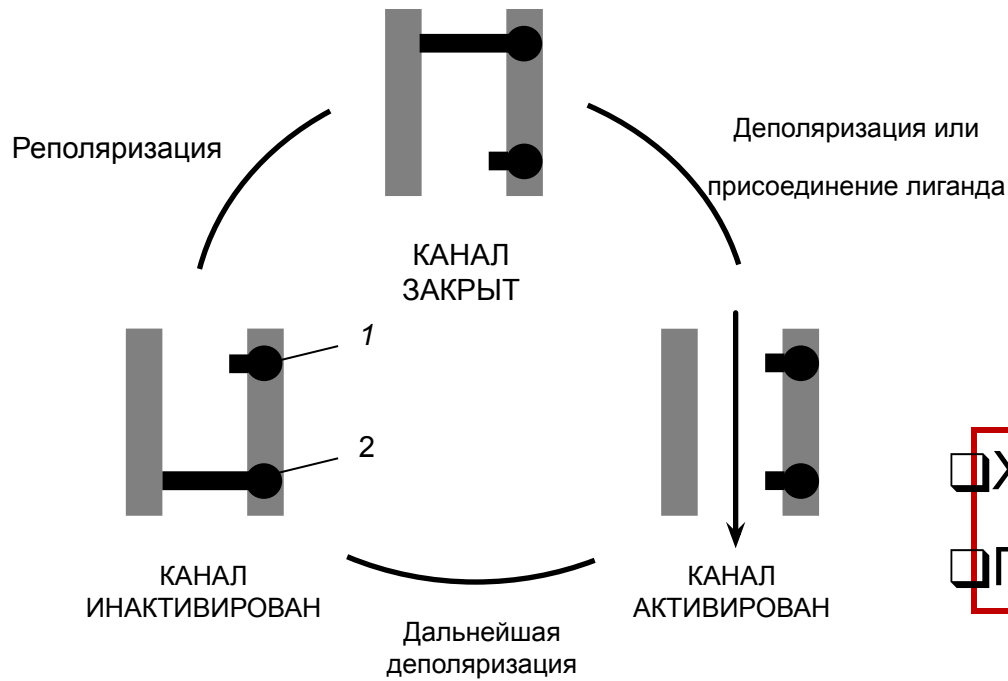 Реполяризация
Деполяризация или
присоединение лиганда
КАНАЛ
ЗАКРЫТ
1
2
КАНАЛ
ИНАКТИВИРОВАН
КАНАЛ
АКТИВИРОВАН
Дальнейшая
деполяризация